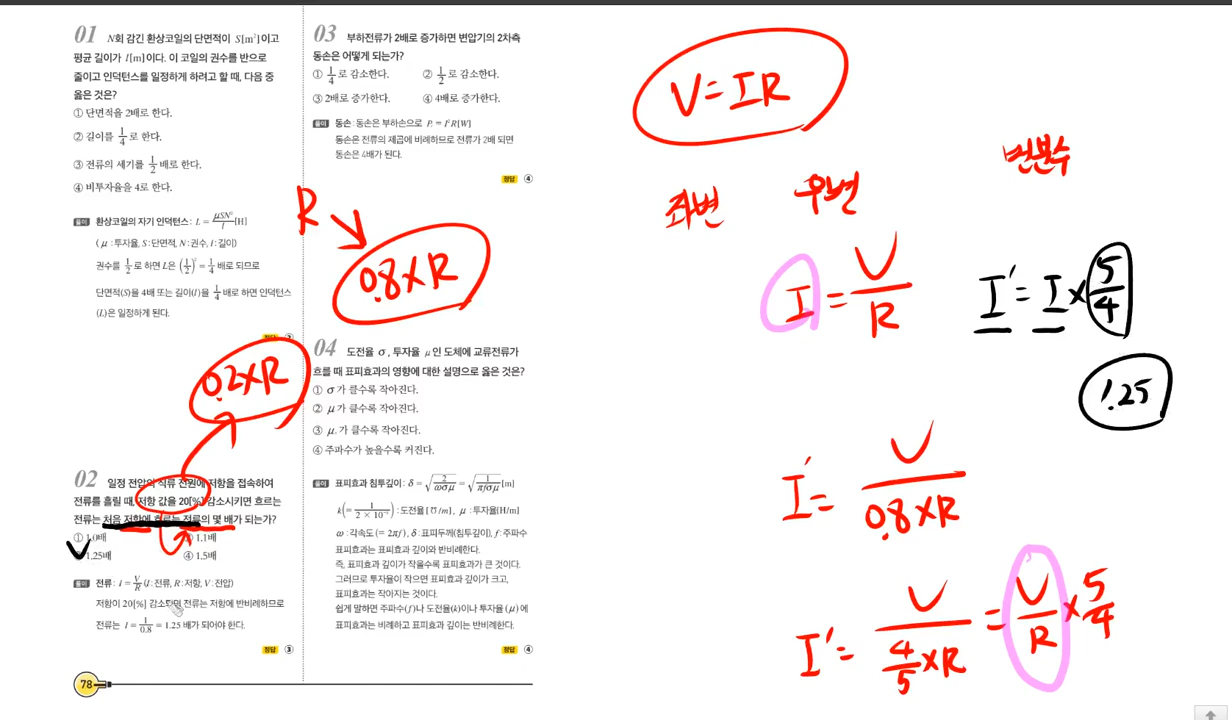 01 N회 감긴 환상코일의 단면적이 S[m²]이고
평균 길이가 l[m]이다. 이 코일의 권수를 반으로
줄이고 인덕턴스를 일정하게 하려고 할 때, 다음 중
옳은 것은?
① 단면적을 2배로 한다.
② 길이를 1/4로 한다.
③ 전류의 세기를 1/2배로 한다.
④ 비투자율을 4로 한다.
풀이 환상코일의 자기 인덕턴스 : L = μSN²/l [H]
( μ : 투자율, S : 단면적, N : 권수, l : 길이)
권수를 1/2로 하면 L은 (1/2)² = 1/4 배로 되므로
단면적(S)을 4배 또는 길이(l)을 1/4배로 하면 인덕턴스
(L)은 일정하게 된다.
정답
0.2×R
02 일정 전압의 직류 전원에 저항을 접속하여
전류를 흘릴 때, 저항 값을 20[%] 감소시키면 흐르는
전류는 처음 저항에 흐르는 전류의 몇 배가 되는가?
① 1.0배 ② 1.1배
1.25배 ④ 1.5배
풀이 전류 : I = V/R (I : 전류, R : 저항, V : 전압)
저항이 20[%] 감소하면 전류는 저항에 반비례하므로
전류는 I = 1/0.8 = 1.25 배가 되어야 한다.
정답 ③
78
03 부하전류가 2배로 증가하면 변압기의 2차측
동손은 어떻게 되는가?
① 1/4로 감소한다. ② 1/2로 감소한다.
③ 2배로 증가한다. ④ 4배로 증가한다.
풀이 동손 : 동손은 부하손으로 Pc = I²R[W]
동손은 전류의 제곱에 비례하므로 전류가 2배 되면
동손은 4배가 된다.
정답 ④
R
0.8×R
04 도전율 σ, 투자율 μ인 도체에 교류전류가
흐를 때 표피효과의 영향에 대한 설명으로 옳은 것은?
① σ가 클수록 작아진다.
② μ가 클수록 작아진다.
③ μ가 클수록 작아진다.
④ 주파수가 높을수록 커진다.
풀이 표피효과 침투깊이 : δ = √(2/ωσμ) = √(1/πfσμ) [m]
k(= 1/(2 × 10⁻⁷)) : 도전율[℧/m], μ : 투자율[H/m]
ω : 각속도(= 2πf), δ : 표피두께(침투깊이), f : 주파수
표피효과는 표피효과 깊이와 반비례한다.
즉, 표피효과 깊이가 작을수록 표피효과가 큰 것이다.
그러므로 투자율이 작으면 표피효과 깊이가 크고,
표피효과는 작아지는 것이다.
쉽게 말하면 주파수(f)나 도전율(k)이나 투자율(μ)에
표피효과는 비례하고 표피효과 깊이는 반비례한다.
정답 ④
V=IR
번분수
좌변 우변
I = V/R
I' = I × 5/4
1.25
I' = V/(0.8×R)
I' = V/(4/5×R) = V/R × 5/4